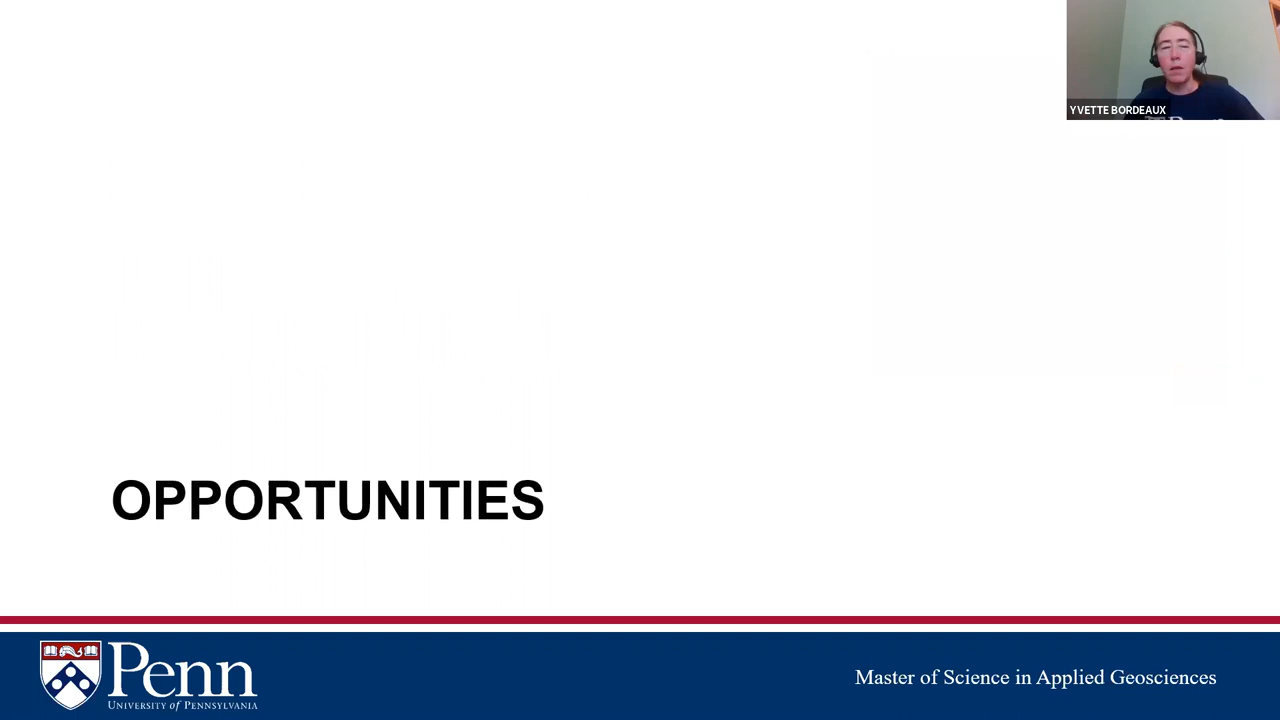 YVETTE BORDEAUX
OPPORTUNITIES
Penn
UNIVERSITY of PENNSYLVANIA
Master of Science in Applied Geosciences